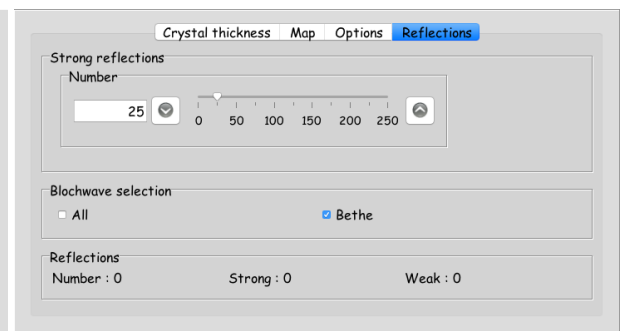 Crystal thickness Map Options Reflections
Strong reflections
Number
25
0 50 100 150 200 250
Blochwave selection
All Bethe
Reflections
Number : 0 Strong : 0 Weak : 0